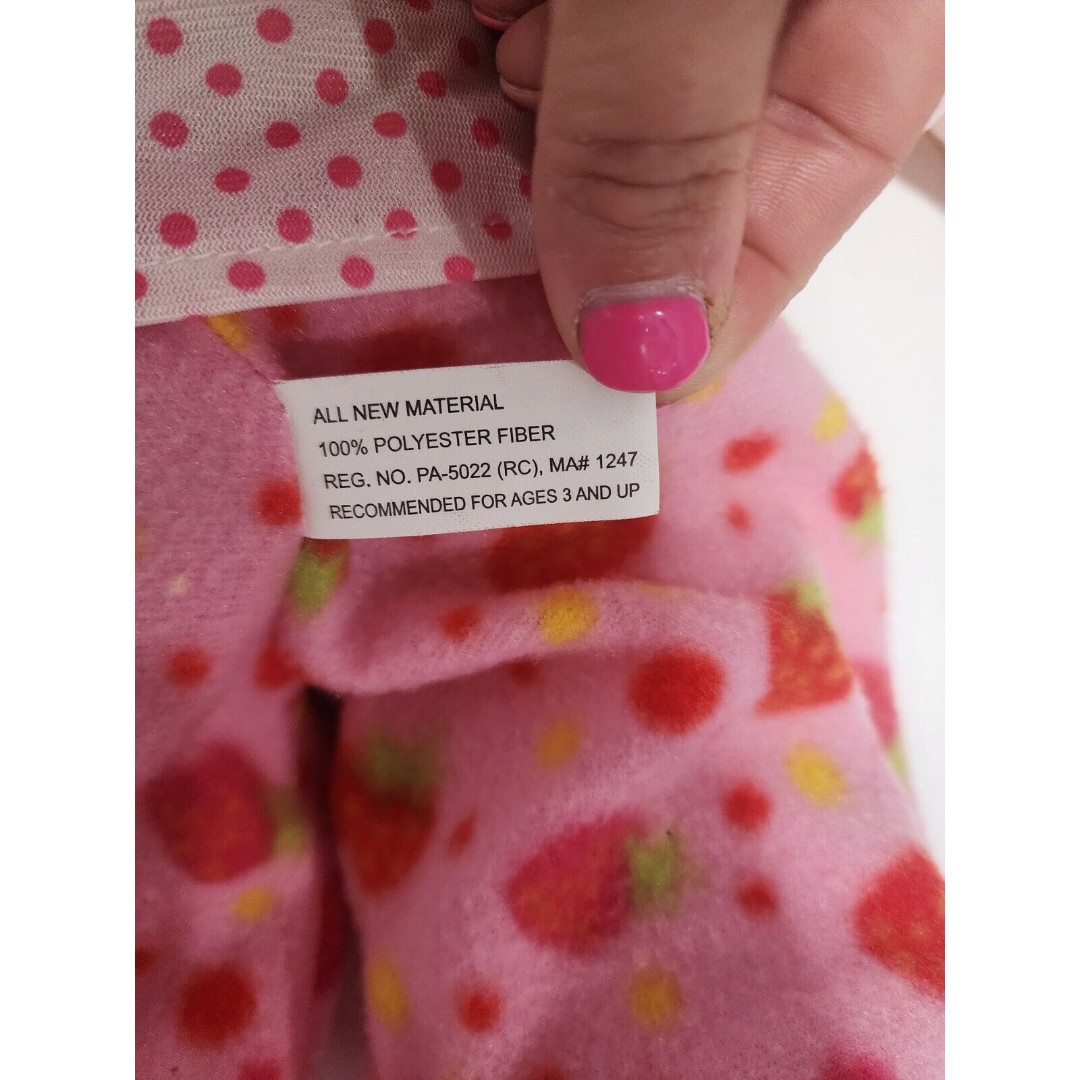 ALL NEW MATERIAL
100% POLYESTER FIBER
REG. NO. PA-5022 (RC), MA# 1247
RECOMMENDED FOR AGES 3 AND UP